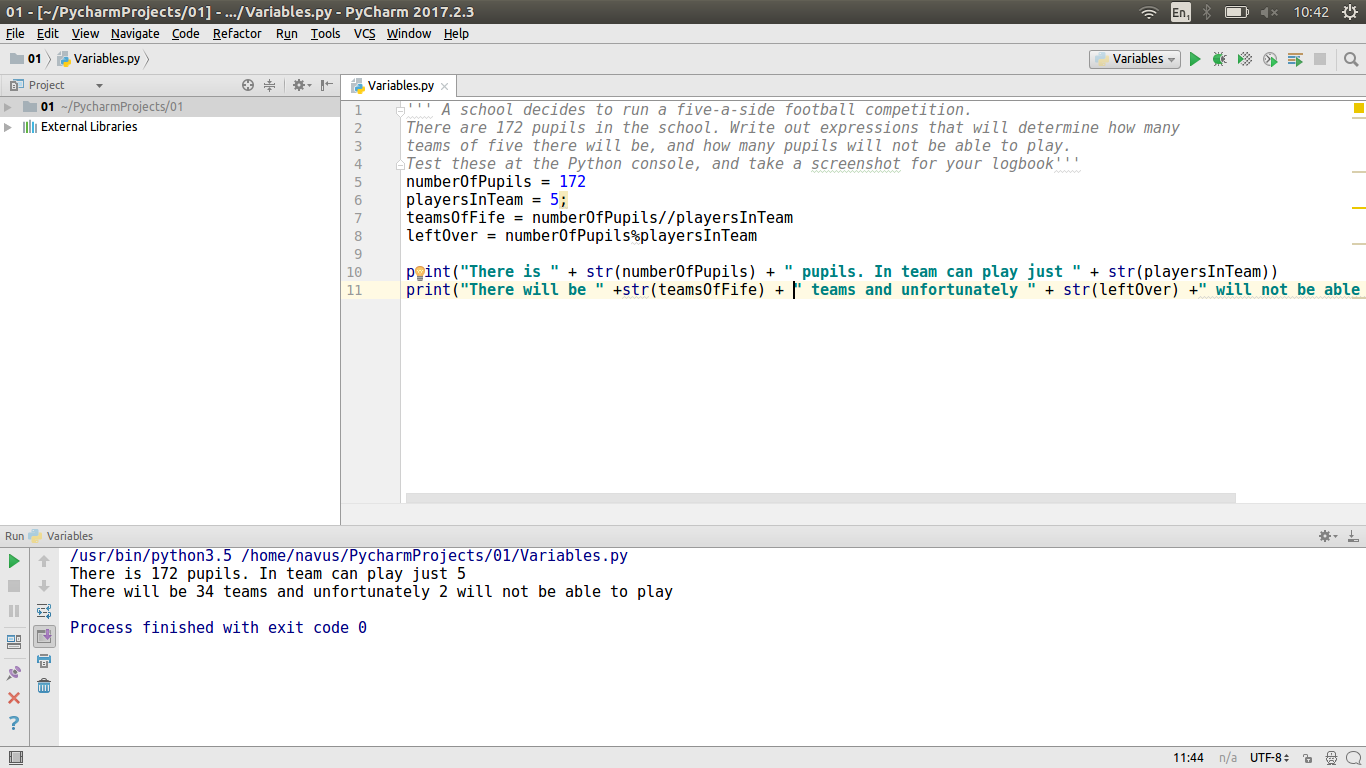 01 - [~/PycharmProjects/01] - .../Variables.py - PyCharm 2017.2.3
En1
10:42
File Edit View Navigate Code Refactor Run Tools VCS Window Help
01 Variables.py
Variables
Project
Variables.py
01 ~/PycharmProjects/01
External Libraries
1 ''' A school decides to run a five-a-side football competition.
2 There are 172 pupils in the school. Write out expressions that will determine how many
3 teams of five there will be, and how many pupils will not be able to play.
4 Test these at the Python console, and take a screenshot for your logbook'''
5 numberOfPupils = 172
6 playersInTeam = 5;
7 teamsOfFife = numberOfPupils//playersInTeam
8 leftOver = numberOfPupils%playersInTeam
9
10 print("There is " + str(numberOfPupils) + " pupils. In team can play just " + str(playersInTeam))
11 print("There will be " +str(teamsOfFife) + " teams and unfortunately " + str(leftOver) +" will not be able
Run Variables
/usr/bin/python3.5 /home/navus/PycharmProjects/01/Variables.py
There is 172 pupils. In team can play just 5
There will be 34 teams and unfortunately 2 will not be able to play
Process finished with exit code 0
11:44 n/a UTF-8